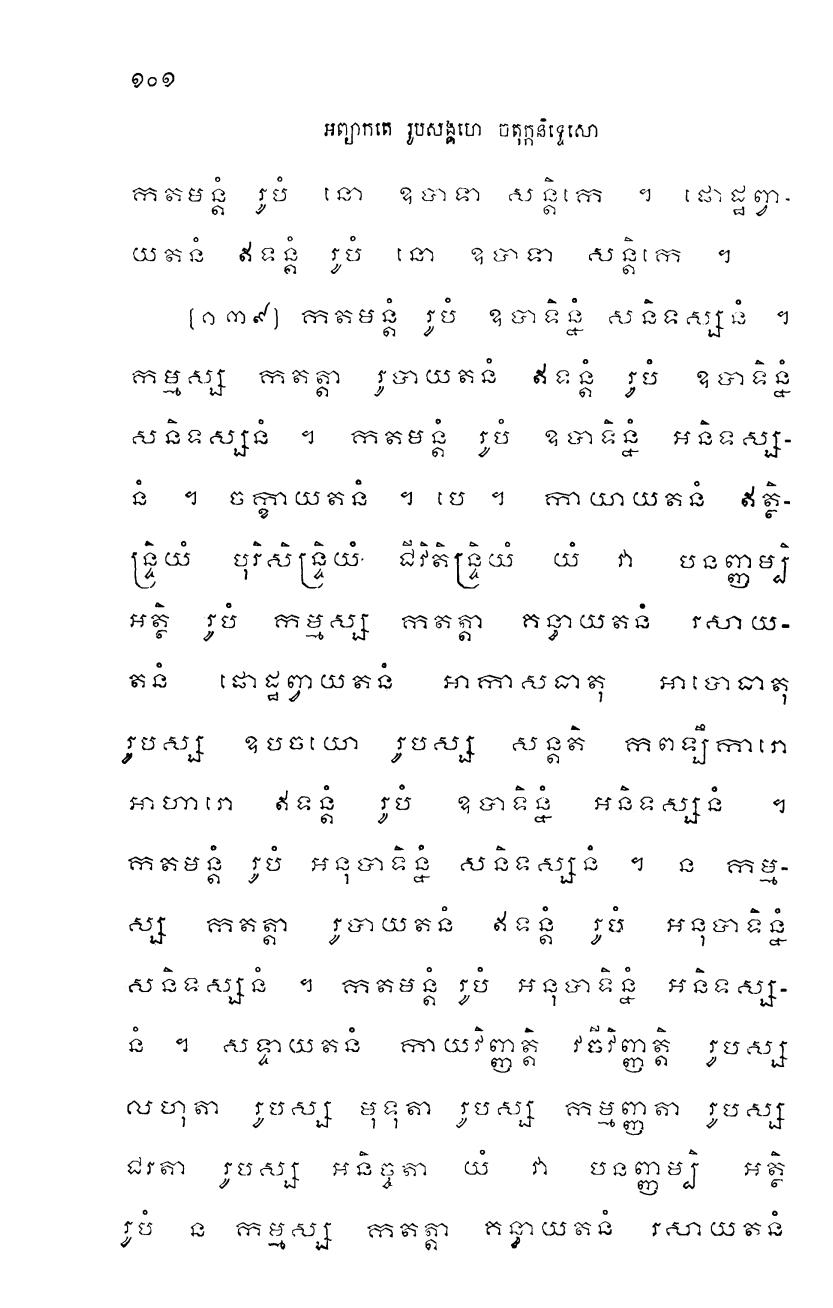 ១០១
អព្យាកតេ រូបសង្គហេ ចតុក្កនិទ្ទេសោ
កតមន្តំ រូបំ នោ ឧបាទា សន្តិកេ ។ ផោដ្ឋព្វា-
យតនំ ឥទន្តំ រូបំ នោ ឧបាទា សន្តិកេ ។
(១៣៩) កតមន្តំ រូបំ ឧបាទិន្នំ សនិទស្សនំ ។
កម្មស្ស កតត្តា រូបាយតនំ ឥទន្តំ រូបំ ឧបាទិន្នំ
សនិទស្សនំ ។ កតមន្តំ រូបំ ឧបាទិន្នំ អនិទស្ស-
នំ ។ ចក្ខាយតនំ ។ បេ ។ កាយាយតនំ ឥត្ថិ-
ន្ទ្រិយំ បុរិសិន្ទ្រិយំ ជីវិតិន្ទ្រិយំ យំ វា បនញ្ញម្បិ
អត្ថិ រូបំ កម្មស្ស កតត្តា គន្ធាយតនំ រសាយ-
តនំ ផោដ្ឋព្វាយតនំ អាកាសធាតុ អាបោធាតុ
រូបស្ស ឧបចយោ រូបស្ស សន្តតិ កពឡីការោ
អាហារោ ឥទន្តំ រូបំ ឧបាទិន្នំ អនិទស្សនំ ។
កតមន្តំ រូបំ អនុបាទិន្នំ សនិទស្សនំ ។ ន កម្ម-
ស្ស កតត្តា រូបាយតនំ ឥទន្តំ រូបំ អនុបាទិន្នំ
សនិទស្សនំ ។ កតមន្តំ រូបំ អនុបាទិន្នំ អនិទស្ស-
នំ ។ សទ្ទាយតនំ កាយវិញ្ញត្តិ វចីវិញ្ញត្តិ រូបស្ស
លហុតា រូបស្ស មុទុតា រូបស្ស កម្មញ្ញតា រូបស្ស
ជរតា រូបស្ស អនិច្ចតា យំ វា បនញ្ញម្បិ អត្ថិ
រូបំ ន កម្មស្ស កតត្តា គន្ធាយតនំ រសាយតនំ